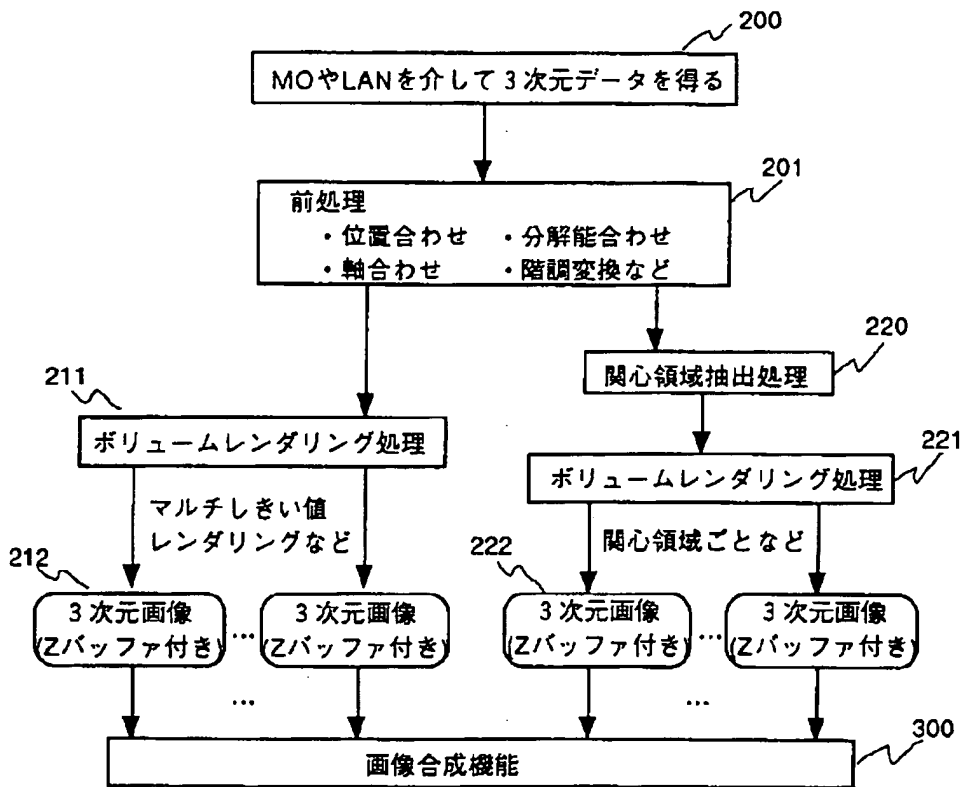 200
MOやLANを介して3次元データを得る
201
前処理
・位置合わせ ・分解能合わせ
・軸合わせ ・階調変換など
220
関心領域抽出処理
211
ボリュームレンダリング処理
221
ボリュームレンダリング処理
マルチしきい値
レンダリングなど
関心領域ごとなど
212
222
3次元画像
(Zバッファ付き)
...
3次元画像
(Zバッファ付き)
3次元画像
(Zバッファ付き)
...
3次元画像
(Zバッファ付き)
...
...
300
画像合成機能